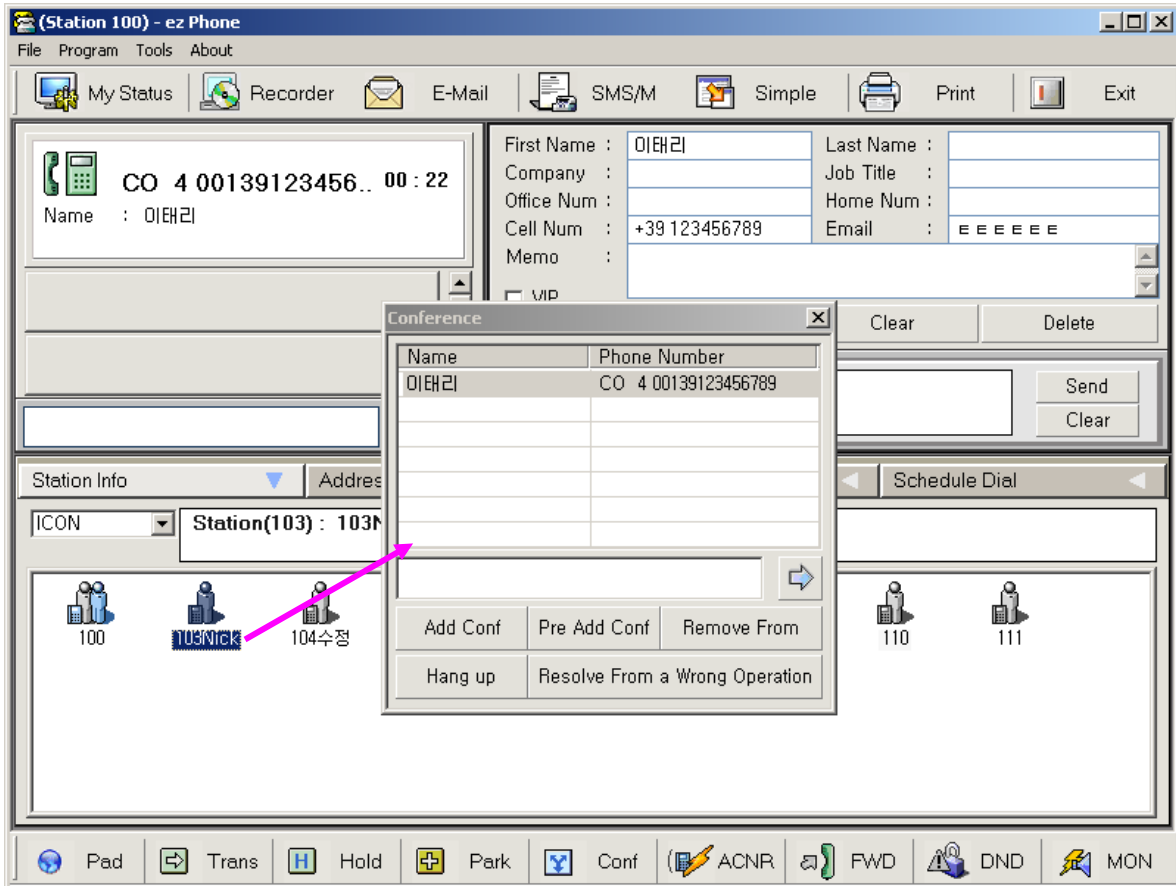 (Station 100) - ez Phone
File Program Tools About
My Status Recorder E-Mail SMS/M Simple Print Exit
CO 4 00139123456.. 00 : 22
Name : 이태리
First Name : 이태리 Last Name :
Company : Job Title :
Office Num : Home Num :
Cell Num : +39 123456789 Email : ㅌㅌㅌㅌㅌㅌ
Memo :
VIP
Clear Delete
Conference
Name Phone Number
이태리 CO 4 00139123456789
Send
Clear
Station Info Addres Schedule Dial
ICON Station(103) : 103N
100 103Nick 104수정 110 111
Add Conf Pre Add Conf Remove From
Hang up Resolve From a Wrong Operation
Pad Trans H Hold Park Conf ACNR FWD DND MON